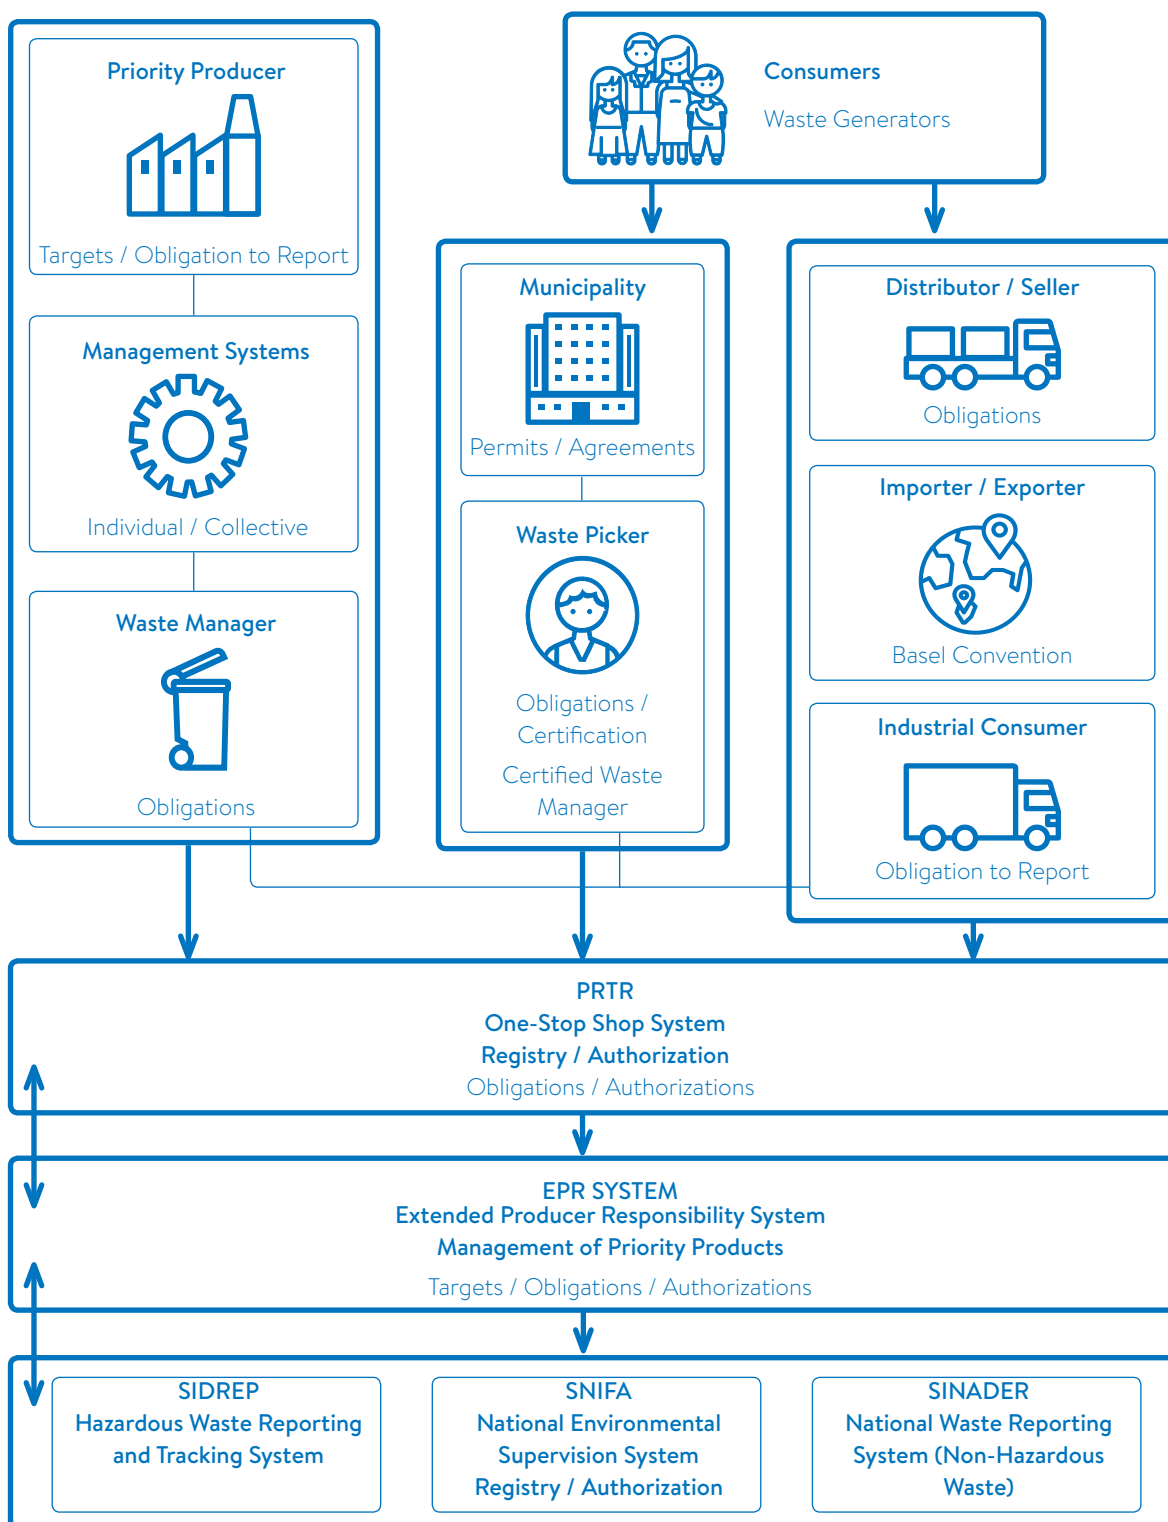 Priority Producer
Targets / Obligation to Report
Management Systems
Individual / Collective
Waste Manager
Obligations
Consumers
Waste Generators
Municipality
Permits / Agreements
Waste Picker
Obligations /
Certification
Certified Waste
Manager
Distributor / Seller
Obligations
Importer / Exporter
Basel Convention
Industrial Consumer
Obligation to Report
PRTR
One-Stop Shop System
Registry / Authorization
Obligations / Authorizations
EPR SYSTEM
Extended Producer Responsibility System
Management of Priority Products
Targets / Obligations / Authorizations
SIDREP
Hazardous Waste Reporting
and Tracking System
SNIFA
National Environmental
Supervision System
Registry / Authorization
SINADER
National Waste Reporting
System (Non-Hazardous
Waste)